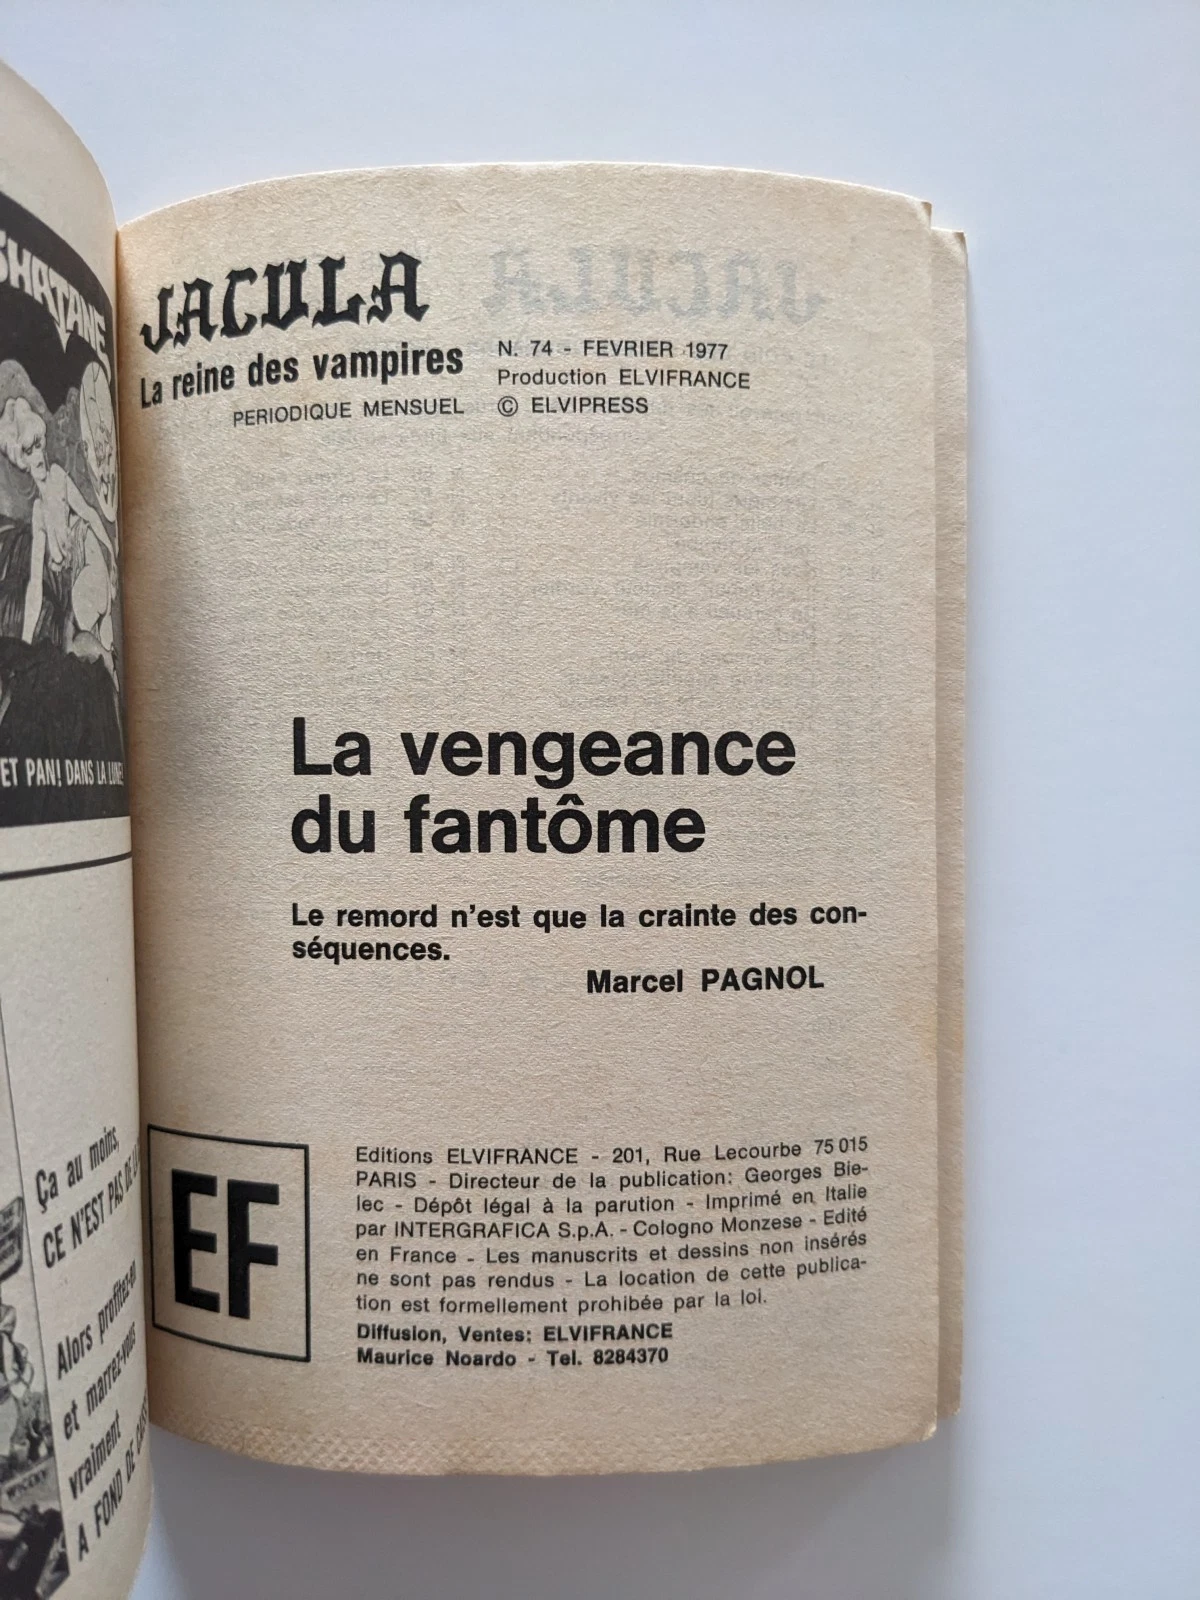 SHATANE
ET PAN! DANS LA LUNE!
Ça au moins,
CE N'EST PAS DE
Alors profitez-en
et marrez-vous
vraiment
A FOND DE
JACULA
La reine des vampires
PERIODIQUE MENSUEL
N. 74 - FEVRIER 1977
Production ELVIFRANCE
© ELVIPRESS
La vengeance
du fantôme
Le remord n'est que la crainte des con-
séquences.
Marcel PAGNOL
EF
Editions ELVIFRANCE - 201, Rue Lecourbe 75015
PARIS - Directeur de la publication: Georges Bie-
lec - Dépôt légal à la parution - Imprimé en Italie
par INTERGRAFICA S.p.A. - Cologno Monzese - Edité
en France - Les manuscrits et dessins non insérés
ne sont pas rendus - La location de cette publica-
tion est formellement prohibée par la loi.
Diffusion, Ventes: ELVIFRANCE
Maurice Noardo - Tel. 8284370